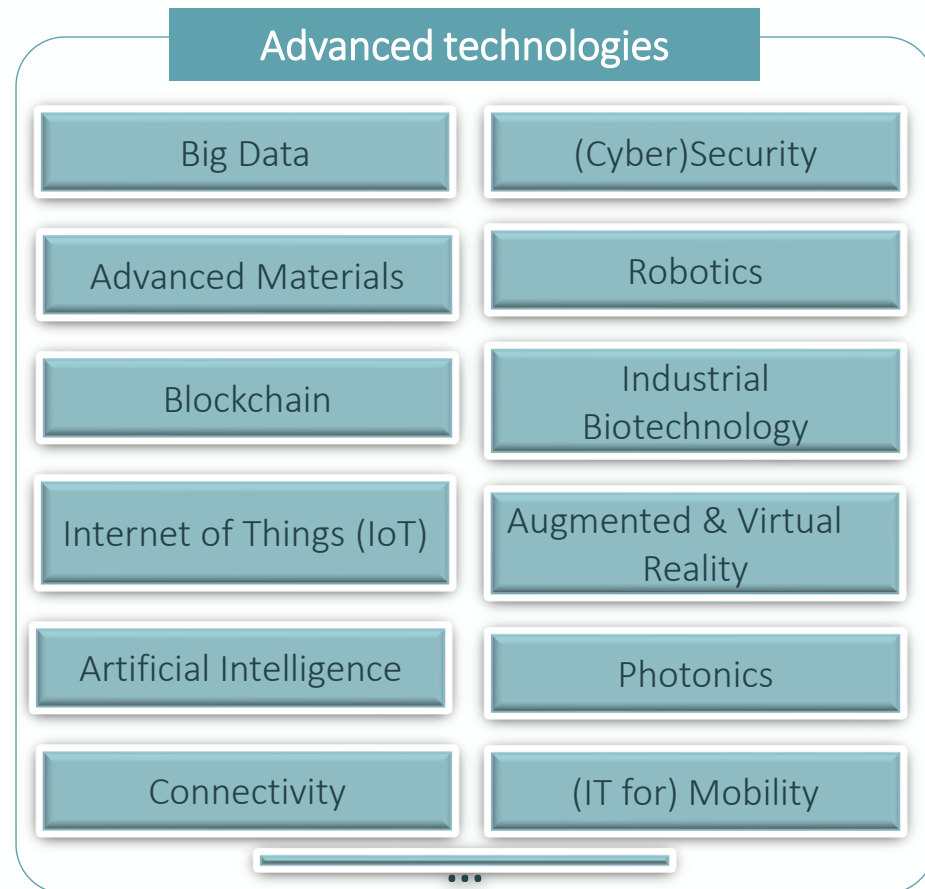 Advanced technologies
Big Data
(Cyber)Security
Advanced Materials
Robotics
Blockchain
Industrial
Biotechnology
Internet of Things (IoT)
Augmented & Virtual
Reality
Artificial Intelligence
Photonics
Connectivity
(IT for) Mobility
...